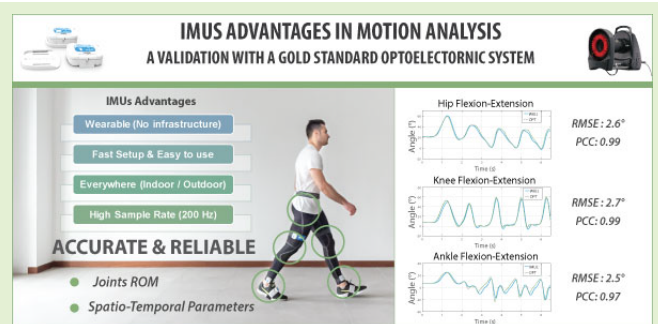 IMUS ADVANTAGES IN MOTION ANALYSIS
A VALIDATION WITH A GOLD STANDARD OPTOELECTORNIC SYSTEM
IMUs Advantages
Wearable (No infrastructure)
Fast Setup & Easy to use
Everywhere (Indoor / Outdoor)
High Sample Rate (200 Hz)
ACCURATE & RELIABLE
Joints ROM
Spatio-Temporal Parameters
Hip Flexion-Extension
Angle (°)
Time (s)
RMSE: 2.6°
PCC: 0.99
Knee Flexion-Extension
Angle (°)
Time (s)
RMSE: 2.7°
PCC: 0.99
Ankle Flexion-Extension
Angle (°)
Time (s)
RMSE: 2.5°
PCC: 0.97